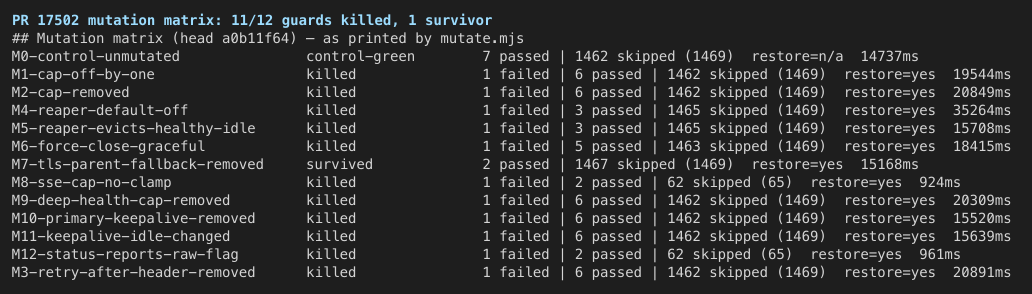 PR 17502 mutation matrix: 11/12 guards killed, 1 survivor
## Mutation matrix (head a0b11f64) — as printed by mutate.mjs
M0-control-unmutated control-green 7 passed | 1462 skipped (1469) restore=n/a 14737ms
M1-cap-off-by-one killed 1 failed | 6 passed | 1462 skipped (1469) restore=yes 19544ms
M2-cap-removed killed 1 failed | 6 passed | 1462 skipped (1469) restore=yes 20849ms
M4-reaper-default-off killed 1 failed | 3 passed | 1465 skipped (1469) restore=yes 35264ms
M5-reaper-evicts-healthy-idle killed 1 failed | 3 passed | 1465 skipped (1469) restore=yes 15708ms
M6-force-close-graceful killed 1 failed | 5 passed | 1463 skipped (1469) restore=yes 18415ms
M7-tls-parent-fallback-removed survived 2 passed | 1467 skipped (1469) restore=yes 15168ms
M8-sse-cap-no-clamp killed 1 failed | 2 passed | 62 skipped (65) restore=yes 924ms
M9-deep-health-cap-removed killed 1 failed | 6 passed | 1462 skipped (1469) restore=yes 20309ms
M10-primary-keepalive-removed killed 1 failed | 6 passed | 1462 skipped (1469) restore=yes 15520ms
M11-keepalive-idle-changed killed 1 failed | 6 passed | 1462 skipped (1469) restore=yes 15639ms
M12-status-reports-raw-flag killed 1 failed | 2 passed | 62 skipped (65) restore=yes 961ms
M3-retry-after-header-removed killed 1 failed | 6 passed | 1462 skipped (1469) restore=yes 20891ms